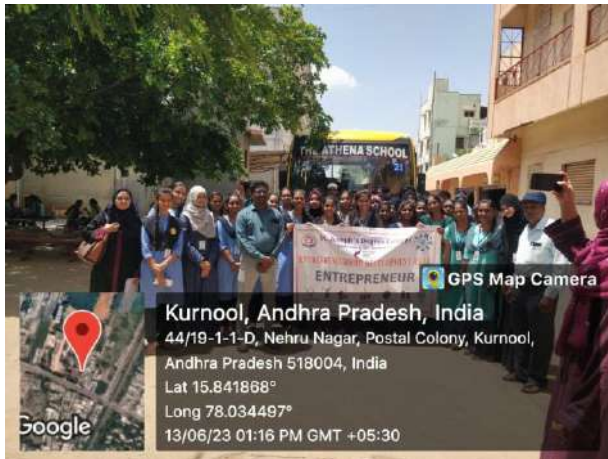 THE ATHENA SCHOOL
21
ENTREPRENEUR
GPS Map Camera
Kurnool, Andhra Pradesh, India
44/19-1-1-D, Nehru Nagar, Postal Colony, Kurnool,
Andhra Pradesh 518004, India
Lat 15.841868°
Long 78.034497°
13/06/23 01:16 PM GMT +05:30
Google